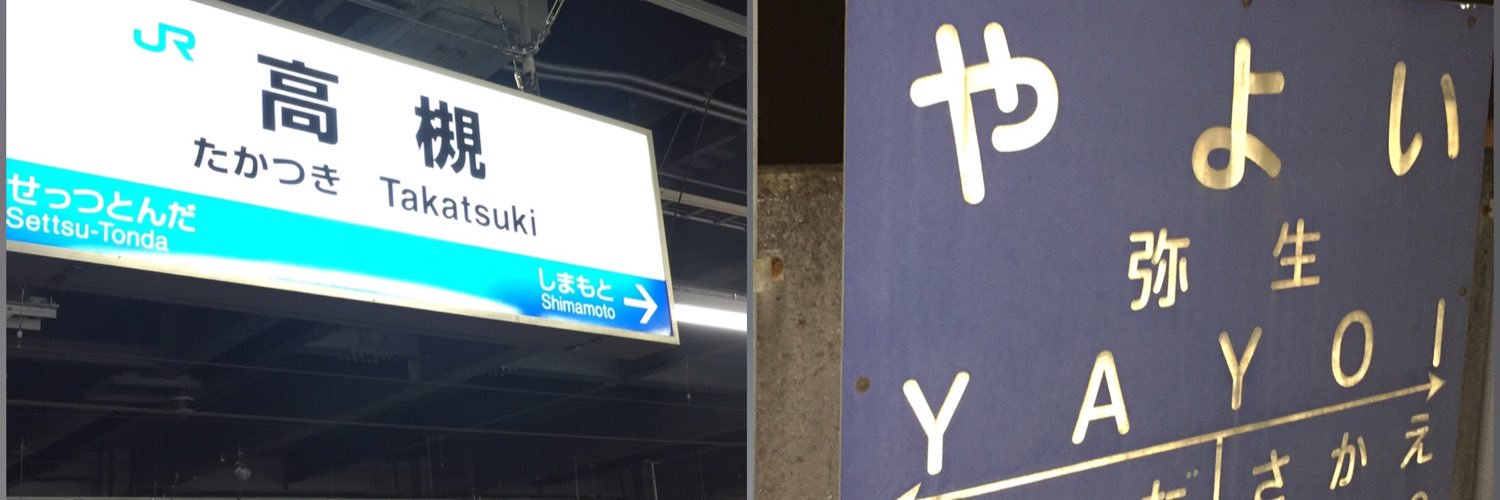 JR
高槻
たかつき Takatsuki
せっつとんだ
Settsu-Tonda
しまもと
Shimamoto
やよい
弥生
YAYOI
さかえ